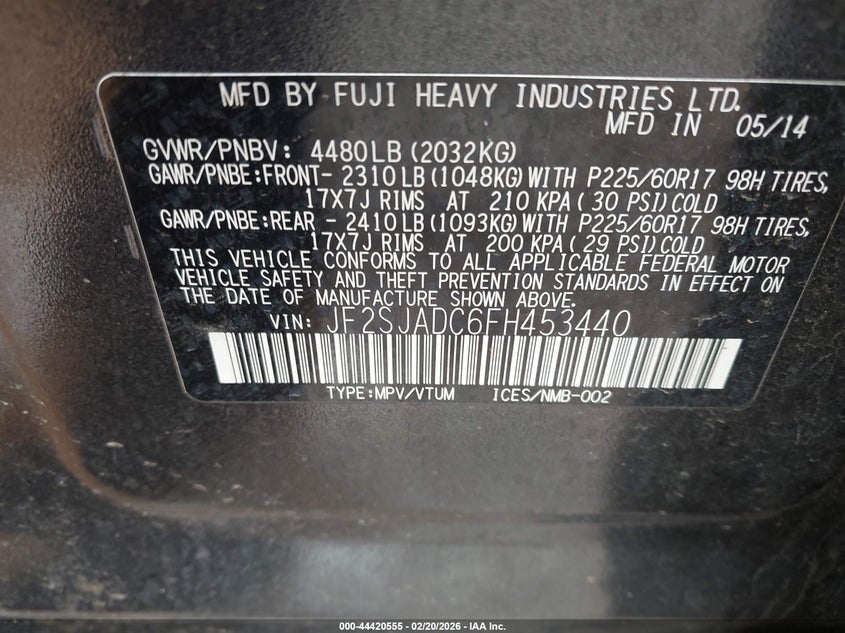 MFD BY FUJI HEAVY INDUSTRIES LTD.
MFD IN 05/14
GVWR/PNBV: 4480LB (2032KG)
GAWR/PNBE:FRONT- 2310LB (1048KG) WITH P225/60R17 98H TIRES,
17X7J RIMS AT 210 KPA (30 PSI) COLD
GAWR/PNBE:REAR - 2410LB (1093KG) WITH P225/60R17 98H TIRES,
17X7J RIMS AT 200 KPA (29 PSI) COLD
THIS VEHICLE CONFORMS TO ALL APPLICABLE FEDERAL MOTOR
VEHICLE SAFETY AND THEFT PREVENTION STANDARDS IN EFFECT ON
THE DATE OF MANUFACTURE SHOWN ABOVE.
VIN: JF2SJADC6FH453440
TYPE:MPV/VTUM ICES/NMB-002
000-44420555 - 02/20/2026 - IAA Inc.